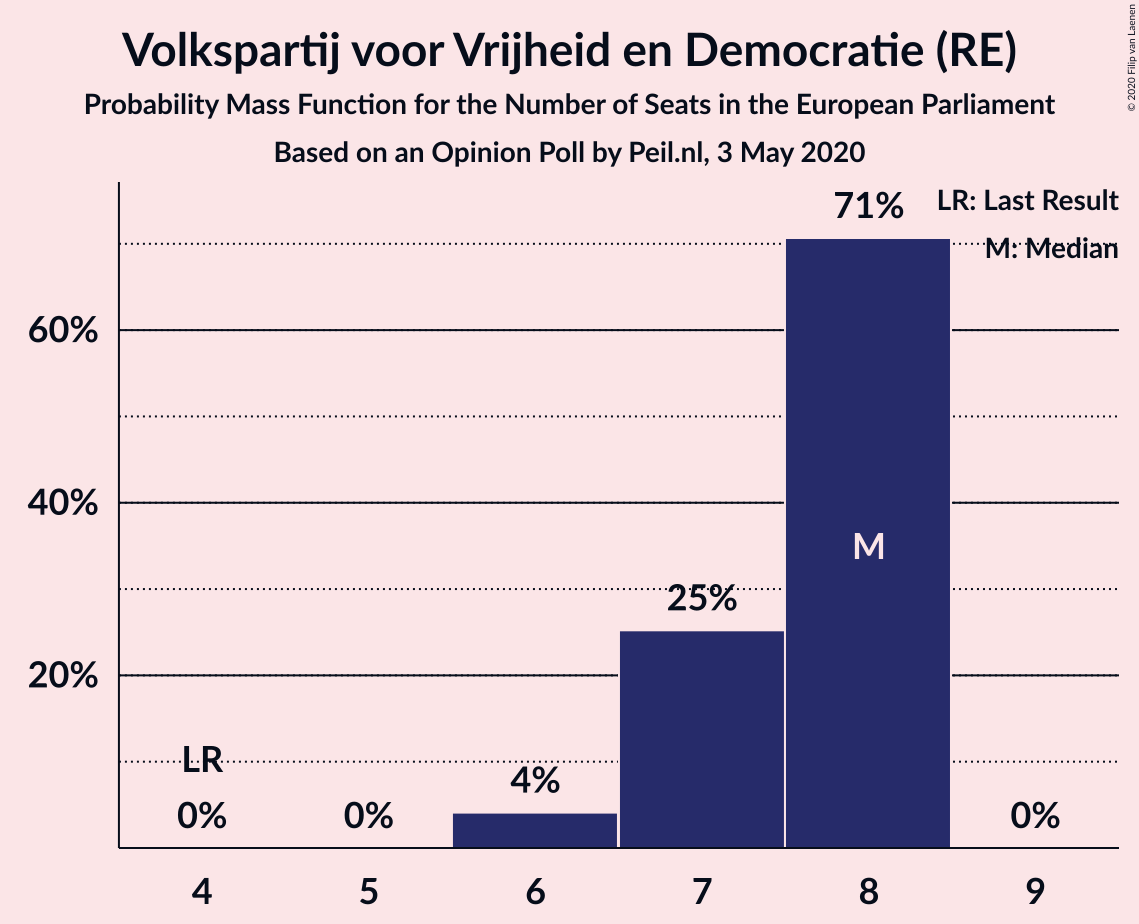 Volkspartij voor Vrijheid en Democratie (RE)
Probability Mass Function for the Number of Seats in the European Parliament
Based on an Opinion Poll by Peil.nl, 3 May 2020
© 2020 Filip van Laenen
LR: Last Result
M: Median
71%
60%
40%
M
25%
20%
LR
4%
0%
0%
0%
4
5
6
7
8
9